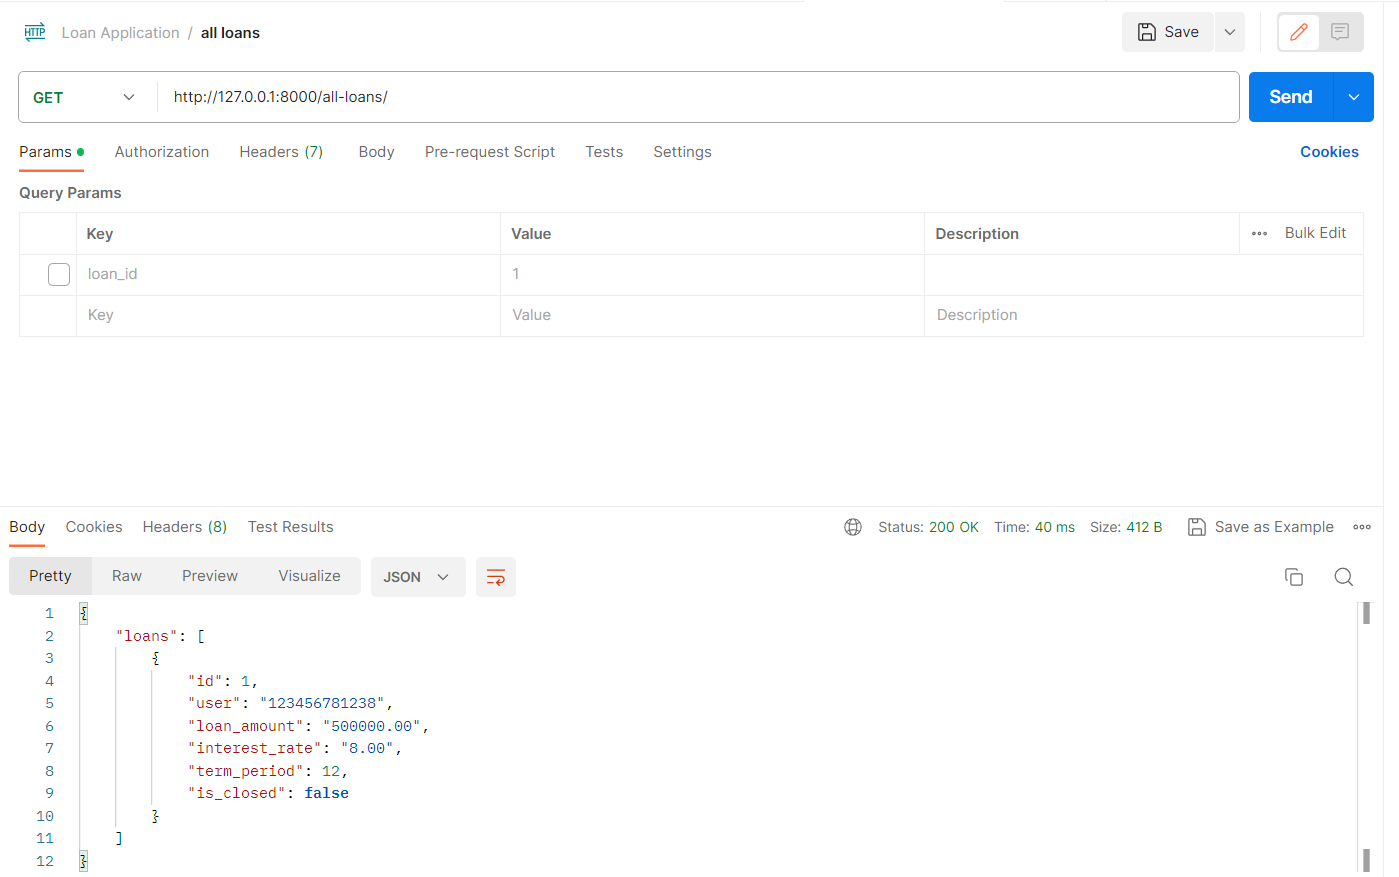 HTTP Loan Application / all loans Save
GET http://127.0.0.1:8000/all-loans/ Send
Params Authorization Headers (7) Body Pre-request Script Tests Settings Cookies
Query Params
Key Value Description Bulk Edit
loan_id 1
Key Value Description
Body Cookies Headers (8) Test Results Status: 200 OK Time: 40 ms Size: 412 B Save as Example
Pretty Raw Preview Visualize JSON
1 {
2 "loans": [
3 {
4 "id": 1,
5 "user": "123456781238",
6 "loan_amount": "500000.00",
7 "interest_rate": "8.00",
8 "term_period": 12,
9 "is_closed": false
10 }
11 ]
12 }